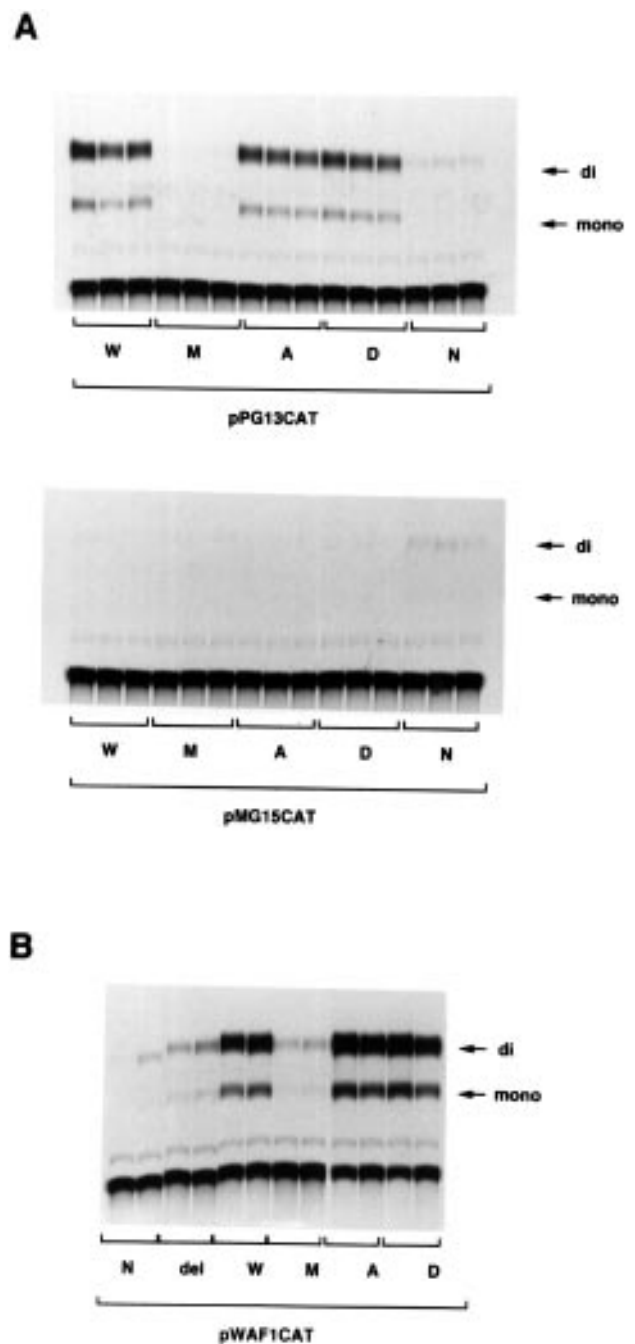 A
di
mono
W M A D N
pPG13CAT
di
mono
W M A D N
pMG15CAT
B
di
mono
N del W M A D
pWAF1CAT